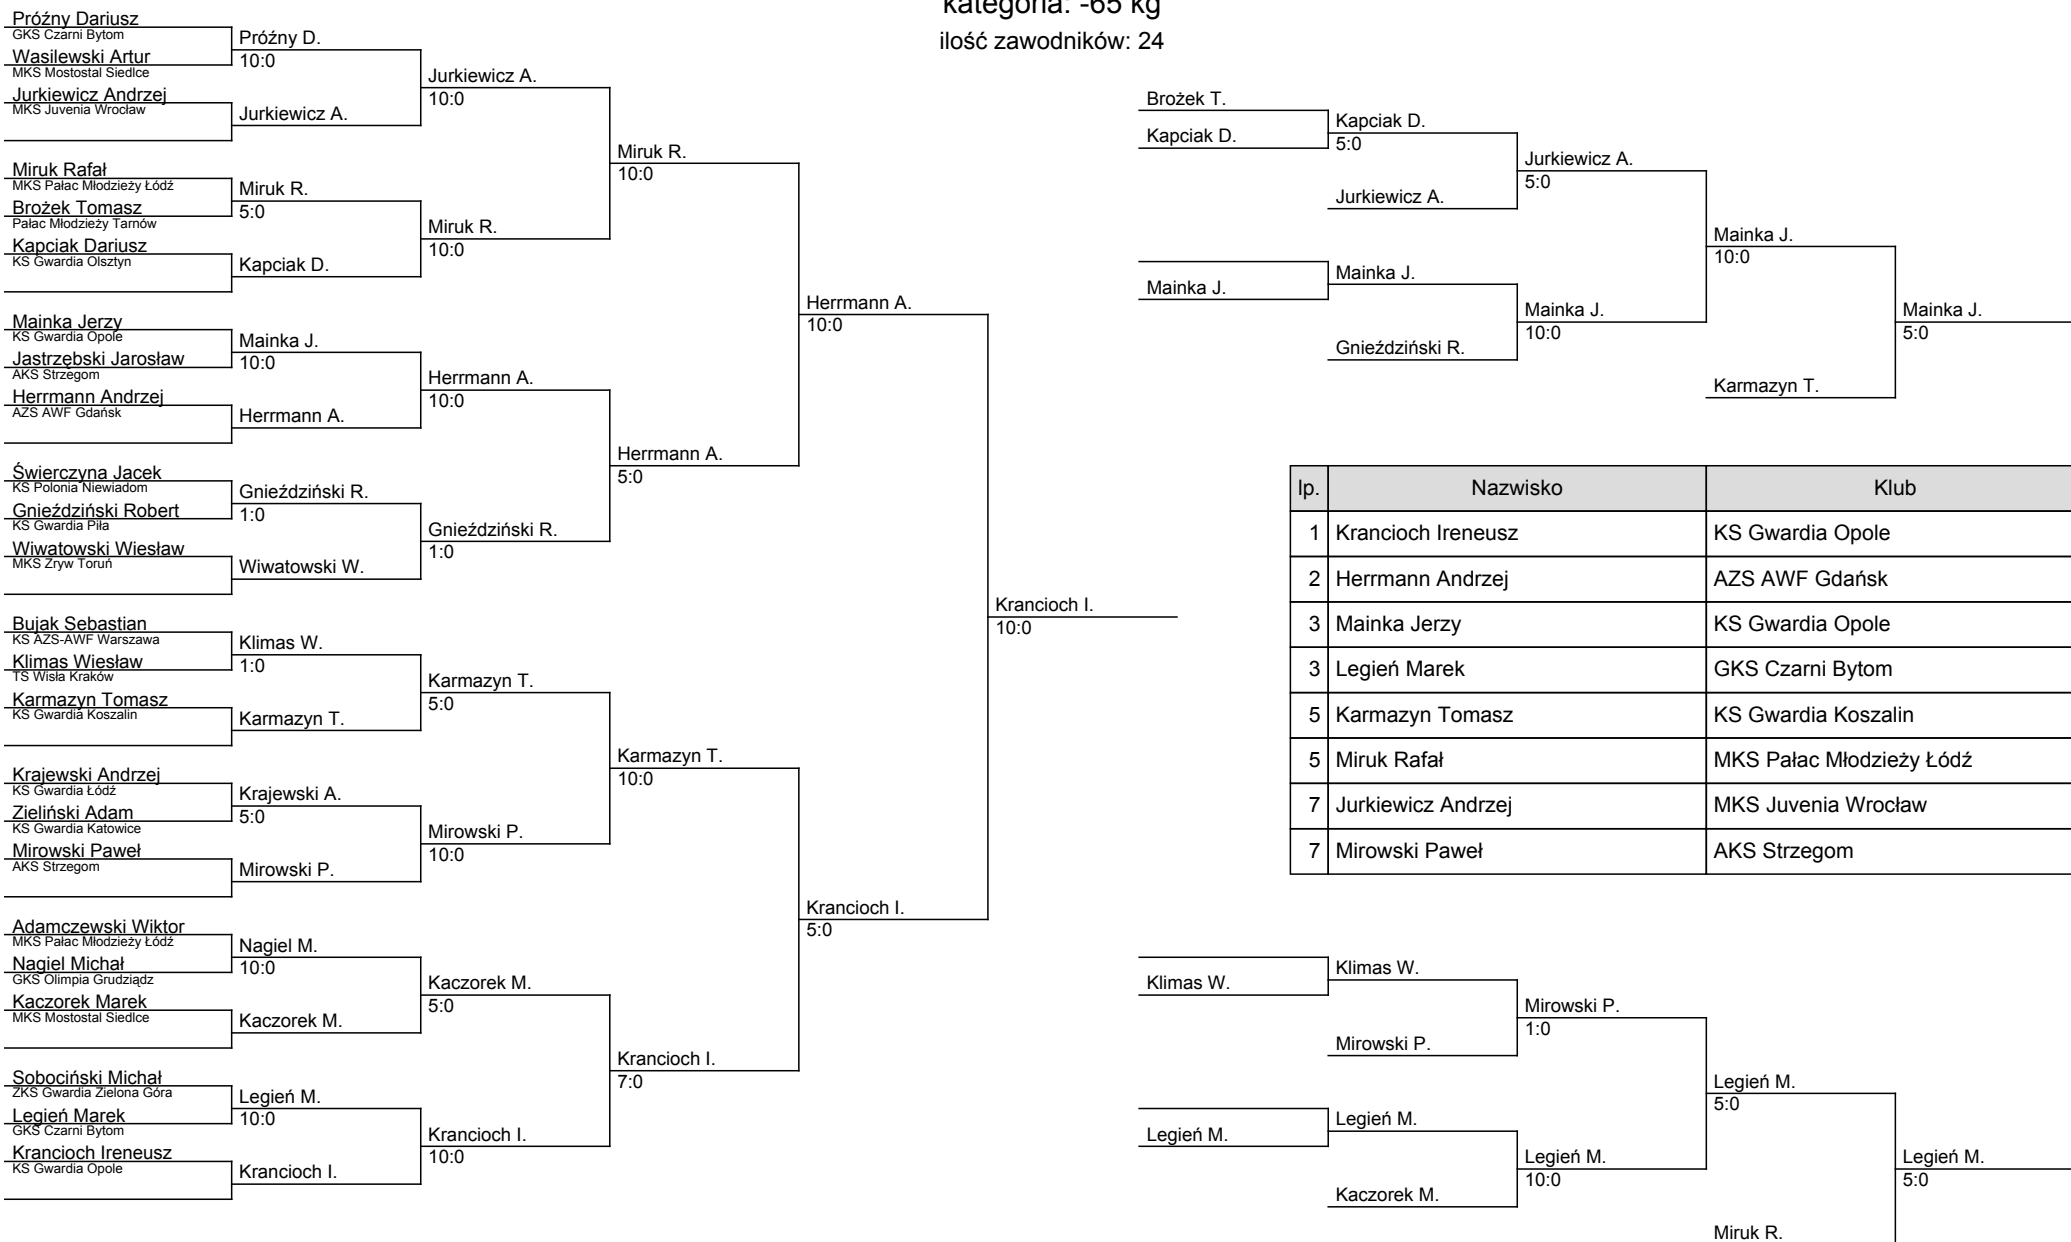 kategoria: -65 kg
ilość zawodników: 24
Próźny Dariusz
GKS Czarni Bytom
Wasilewski Artur
MKS Mostostal Siedlce
Jurkiewicz Andrzej
MKS Juvenia Wrocław
Miruk Rafał
MKS Pałac Młodzieży Łódź
Brożek Tomasz
Pałac Młodzieży Tarnów
Kapciak Dariusz
KS Gwardia Olsztyn
Mainka Jerzy
KS Gwardia Opole
Jastrzębski Jarosław
AKS Strzegom
Herrmann Andrzej
AZS AWF Gdańsk
Świerczyna Jacek
KS Polonia Niewiadom
Gnieździński Robert
KS Gwardia Piła
Wiwatowski Wiesław
MKS Zryw Toruń
Bujak Sebastian
KS AZS-AWF Warszawa
Klimas Wiesław
TS Wisła Kraków
Karmazyn Tomasz
KS Gwardia Koszalin
Krajewski Andrzej
KS Gwardia Łódź
Zieliński Adam
KS Gwardia Katowice
Mirowski Paweł
AKS Strzegom
Adamczewski Wiktor
MKS Pałac Młodzieży Łódź
Nagiel Michał
GKS Olimpia Grudziądz
Kaczorek Marek
MKS Mostostal Siedlce
Sobociński Michał
ZKS Gwardia Zielona Góra
Legień Marek
GKS Czarni Bytom
Krancioch Ireneusz
KS Gwardia Opole
Próźny D.
10:0
Jurkiewicz A.
Miruk R.
5:0
Kapciak D.
Mainka J.
10:0
Herrmann A.
Gnieździński R.
1:0
Wiwatowski W.
Klimas W.
1:0
Karmazyn T.
Krajewski A.
5:0
Mirowski P.
Nagiel M.
10:0
Kaczorek M.
Legień M.
10:0
Krancioch I.
Jurkiewicz A.
10:0
Miruk R.
10:0
Herrmann A.
10:0
Gnieździński R.
1:0
Karmazyn T.
5:0
Mirowski P.
10:0
Kaczorek M.
5:0
Krancioch I.
10:0
Miruk R.
10:0
Herrmann A.
5:0
Karmazyn T.
10:0
Krancioch I.
7:0
Herrmann A.
10:0
Krancioch I.
5:0
Krancioch I.
10:0
Brożek T.
Kapciak D.
Mainka J.
Kapciak D.
5:0
Jurkiewicz A.
Mainka J.
Gnieździński R.
Jurkiewicz A.
5:0
Mainka J.
10:0
Mainka J.
10:0
Karmazyn T.
Mainka J.
5:0
lp. Nazwisko Klub
1 Krancioch Ireneusz KS Gwardia Opole
2 Herrmann Andrzej AZS AWF Gdańsk
3 Mainka Jerzy KS Gwardia Opole
3 Legień Marek GKS Czarni Bytom
5 Karmazyn Tomasz KS Gwardia Koszalin
5 Miruk Rafał MKS Pałac Młodzieży Łódź
7 Jurkiewicz Andrzej MKS Juvenia Wrocław
7 Mirowski Paweł AKS Strzegom
Klimas W.
Legień M.
Klimas W.
Mirowski P.
Legień M.
Kaczorek M.
Mirowski P.
1:0
Legień M.
10:0
Legień M.
5:0
Miruk R.
Legień M.
5:0